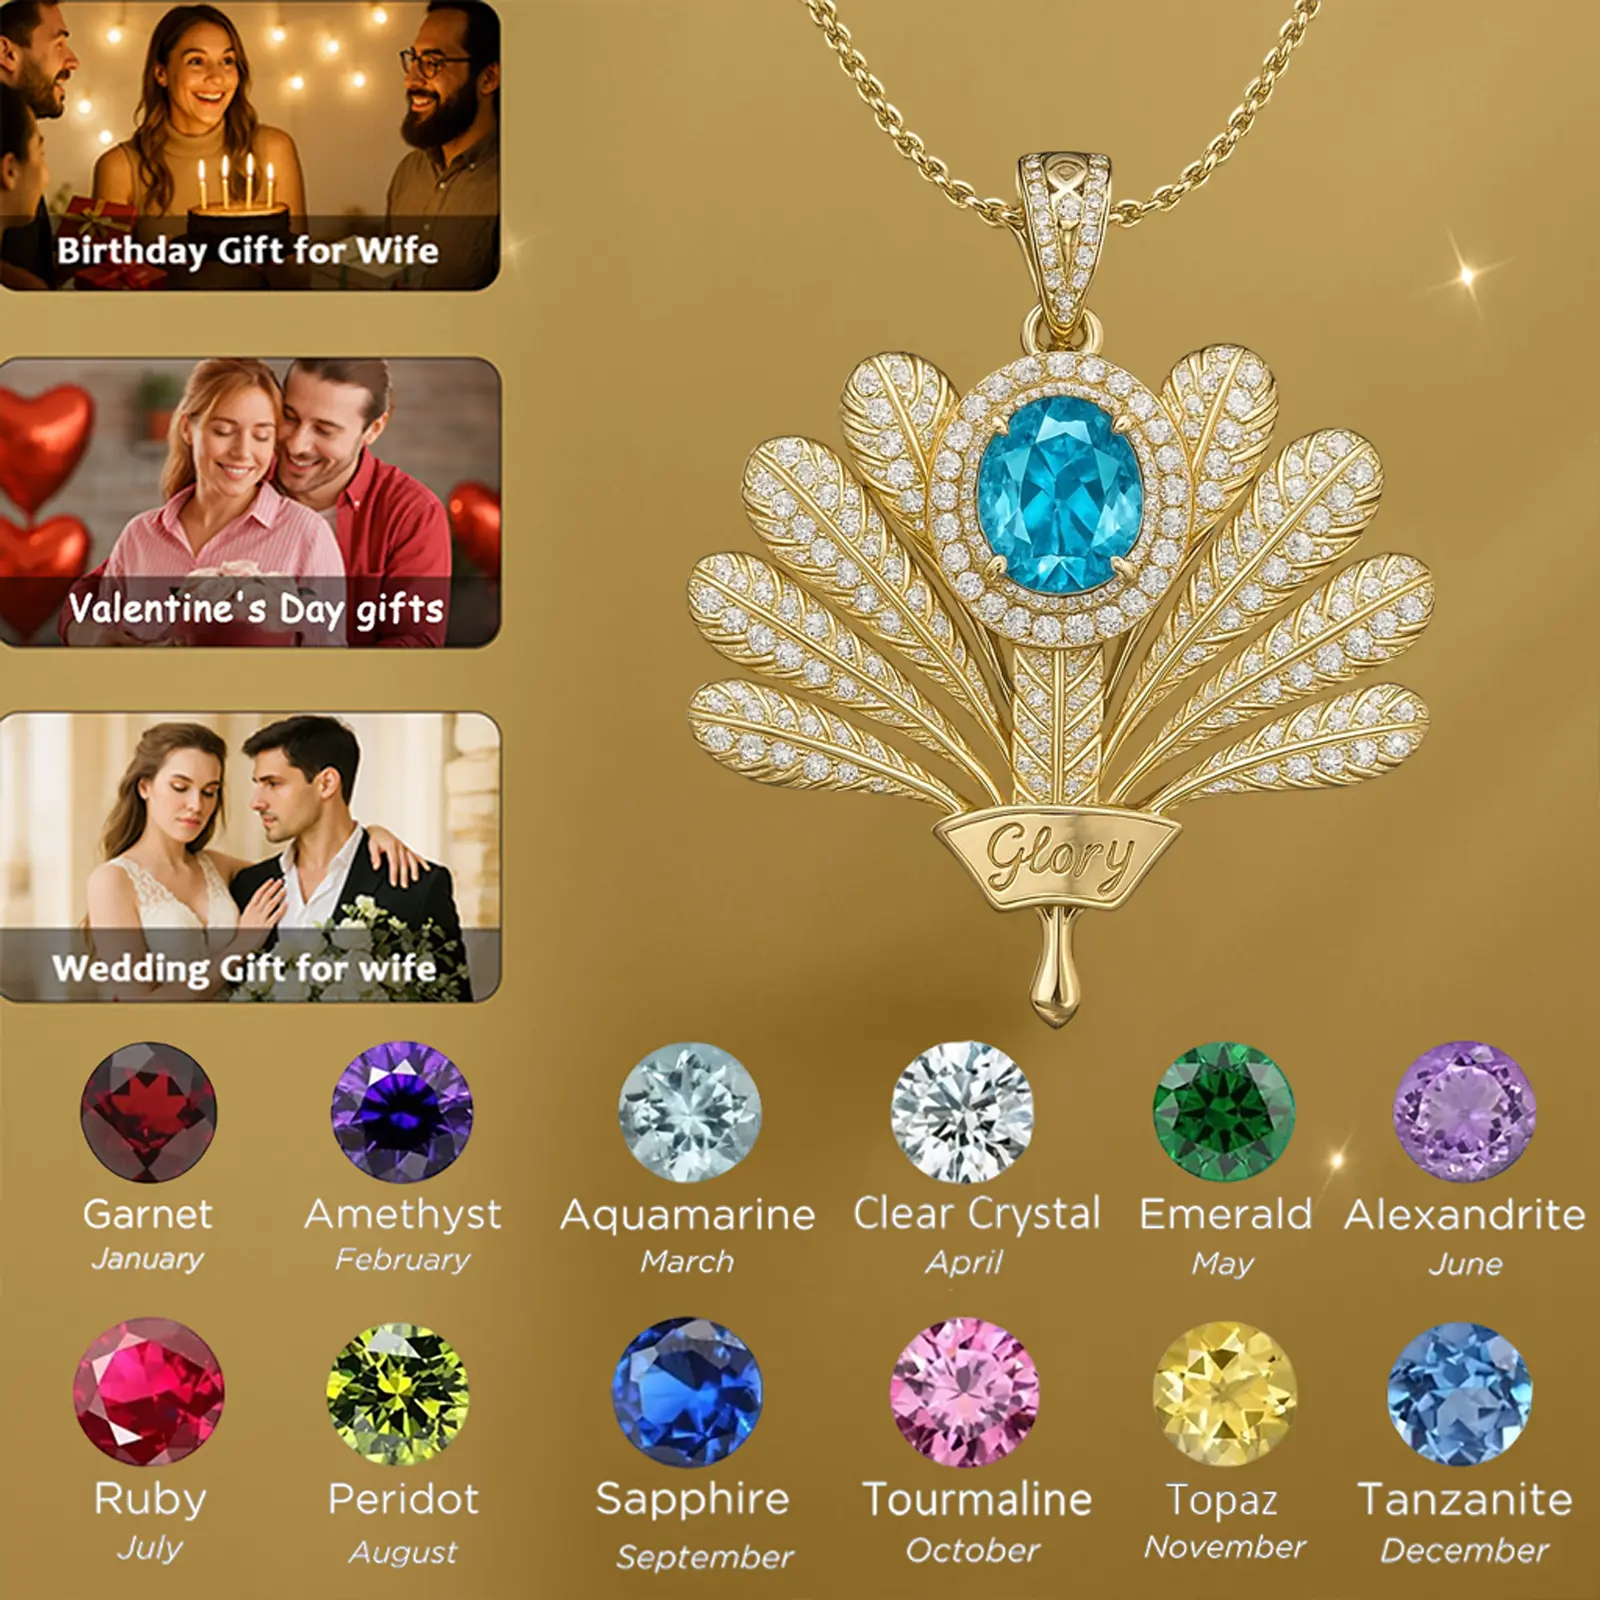 Birthday Gift for Wife
Valentine's Day gifts
Wedding Gift for wife
Glory
Garnet
January
Amethyst
February
Aquamarine
March
Clear Crystal
April
Emerald
May
Alexandrite
June
Ruby
July
Peridot
August
Sapphire
September
Tourmaline
October
Topaz
November
Tanzanite
December